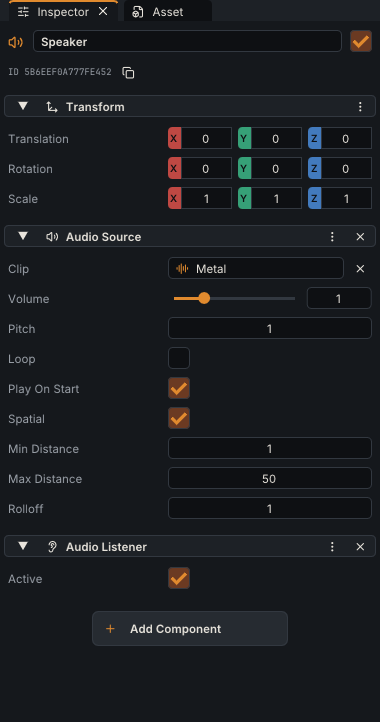 Inspector Asset
Speaker
ID 5B6EEF0A777FE452
Transform
Translation X 0 Y 0 Z 0
Rotation X 0 Y 0 Z 0
Scale X 1 Y 1 Z 1
Audio Source
Clip Metal
Volume 1
Pitch 1
Loop
Play On Start
Spatial
Min Distance 1
Max Distance 50
Rolloff 1
Audio Listener
Active
+ Add Component